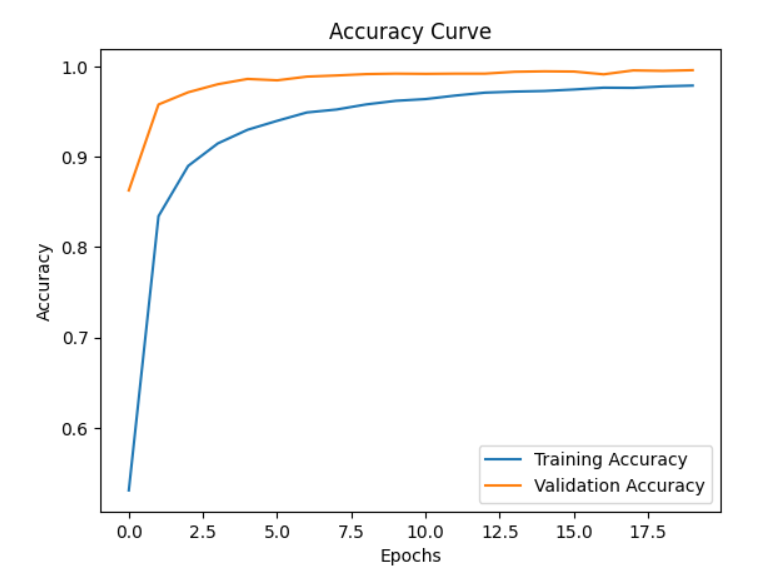 Accuracy Curve
1.0
0.9
0.8
0.7
0.6
Accuracy
Training Accuracy
Validation Accuracy
0.0 2.5 5.0 7.5 10.0 12.5 15.0 17.5
Epochs